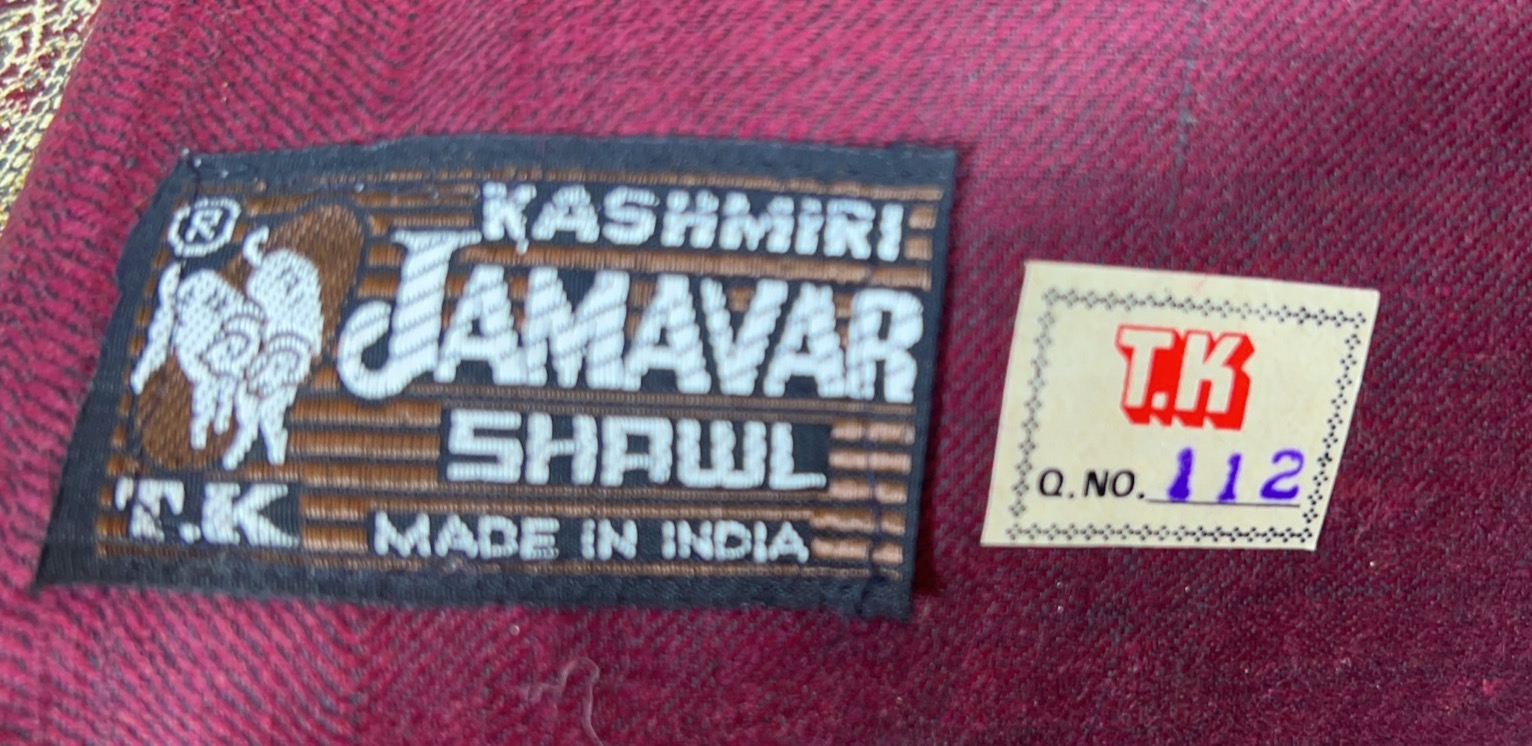 ®
KASHMIRI
JAMAVAR
SHAWL
T.K
MADE IN INDIA
T.K
Q. NO. 112